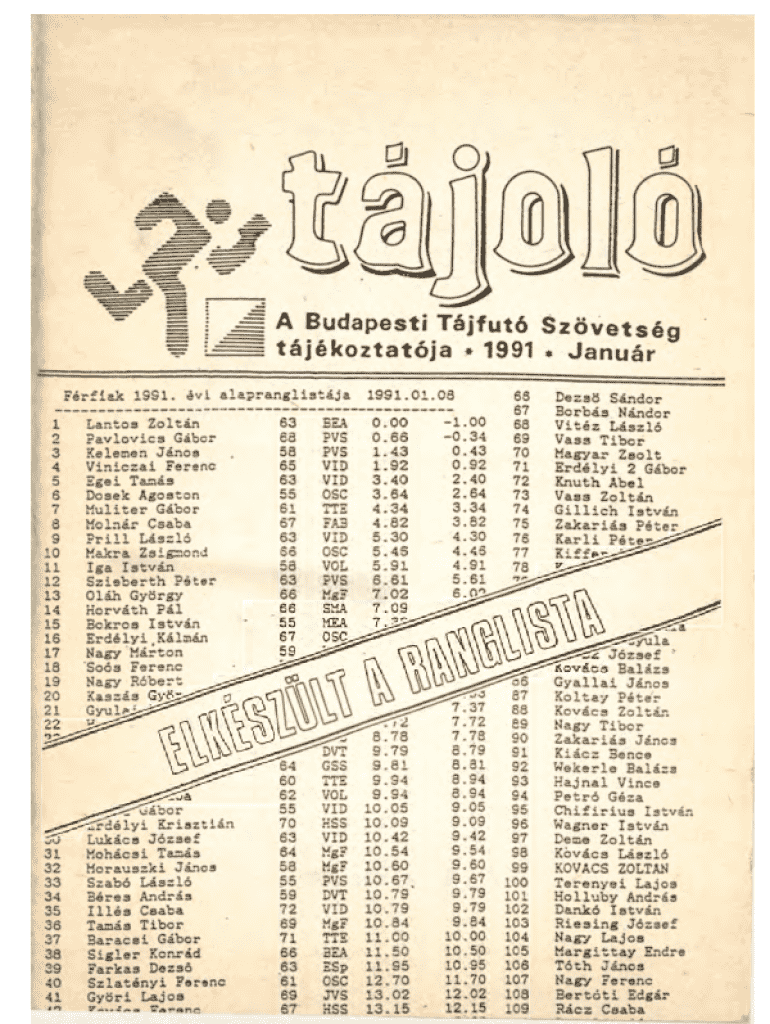 tájoló
A Budapesti Tájfutó Szövetség
tájékoztatója • 1991 • Január
Férfiak 1991. évi alapranglistája 1991.01.08
1 Lantos Zoltán 63 BEA 0.00 -1.00
2 Pavlovics Gábor 68 PVS 0.66 -0.34
3 Kelemen János 58 PVS 1.43 0.43
4 Viniczai Ferenc 65 VID 1.92 0.92
5 Egei Tamás 63 VID 3.40 2.40
6 Dosek Agoston 55 OSC 3.64 2.64
7 Muliter Gábor 61 TTE 4.34 3.34
8 Molnár Csaba 67 FAB 4.82 3.82
9 Prill László 63 VID 5.30 4.30
10 Makra Zsigmond 56 OSC 5.46 4.46
11 Iga István 58 VOL 5.91 4.91
12 Szieberth Péter 63 PVS 6.61 5.61
13 Oláh György 66 MgF 7.02 6.02
14 Horváth Pál 66 SMA 7.09
15 Bokros István 55 MEA
16 Erdélyi Kálmán 67 OSC
17 Nagy Márton 59
18 Soós Ferenc
19 Nagy Róbert
20 Kaszás
21
22
7.37
7.72
8.78 7.78
DVT 9.79 8.79
64 GSS 9.81 8.81
60 TTE 9.94 8.94
62 VOL 9.94 8.94
Gábor 55 VID 10.05 9.05
Erdélyi Krisztián 70 HSS 10.09 9.09
30 Lukács József 63 VID 10.42 9.42
31 Mohácsi Tamás 64 MgF 10.54 9.54
32 Morauszki János 58 MgF 10.60 9.60
33 Szabó László 55 PVS 10.67 9.67
34 Béres András 59 DVT 10.79 9.79
35 Illés Csaba 72 VID 10.79 9.79
36 Tamás Tibor 69 MgF 10.84 9.84
37 Baracsi Gábor 71 TTE 11.00 10.00
38 Sigler Konrád 66 BEA 11.50 10.50
39 Farkas Dezső 63 ESp 11.95 10.95
40 Szlatényi Ferenc 61 OSC 12.70 11.70
41 Győri Lajos 69 JVS 13.02 12.02
42 Kovács Ferenc 67 HSS 13.15 12.15
66 Dezső Sándor
67 Borbás Nándor
68 Vitéz László
69 Vass Tibor
70 Magyar Zsolt
71 Erdélyi 2 Gábor
72 Knuth Abel
73 Vass Zoltán
74 Gillich István
75 Zakariás Péter
76 Karli Péter
77 Kiffer
78
József
Kovács Balázs
86 Gyallai János
87 Koltay Péter
88 Kovács Zoltán
89 Nagy Tibor
90 Zakariás János
91 Kiácz Bence
92 Wekerle Balázs
93 Hajnal Vince
94 Petró Géza
95 Chifirius István
96 Wagner István
97 Deme Zoltán
98 Kovács László
99 KOVACS ZOLTAN
100 Terenyei Lajos
101 Holluby András
102 Dankó István
103 Riesing József
104 Nagy Lajos
105 Margittay Endre
106 Tóth János
107 Nagy Ferenc
108 Bertóti Edgár
109 Rácz Csaba
ELKÉSZÜLT A RANGLISTA